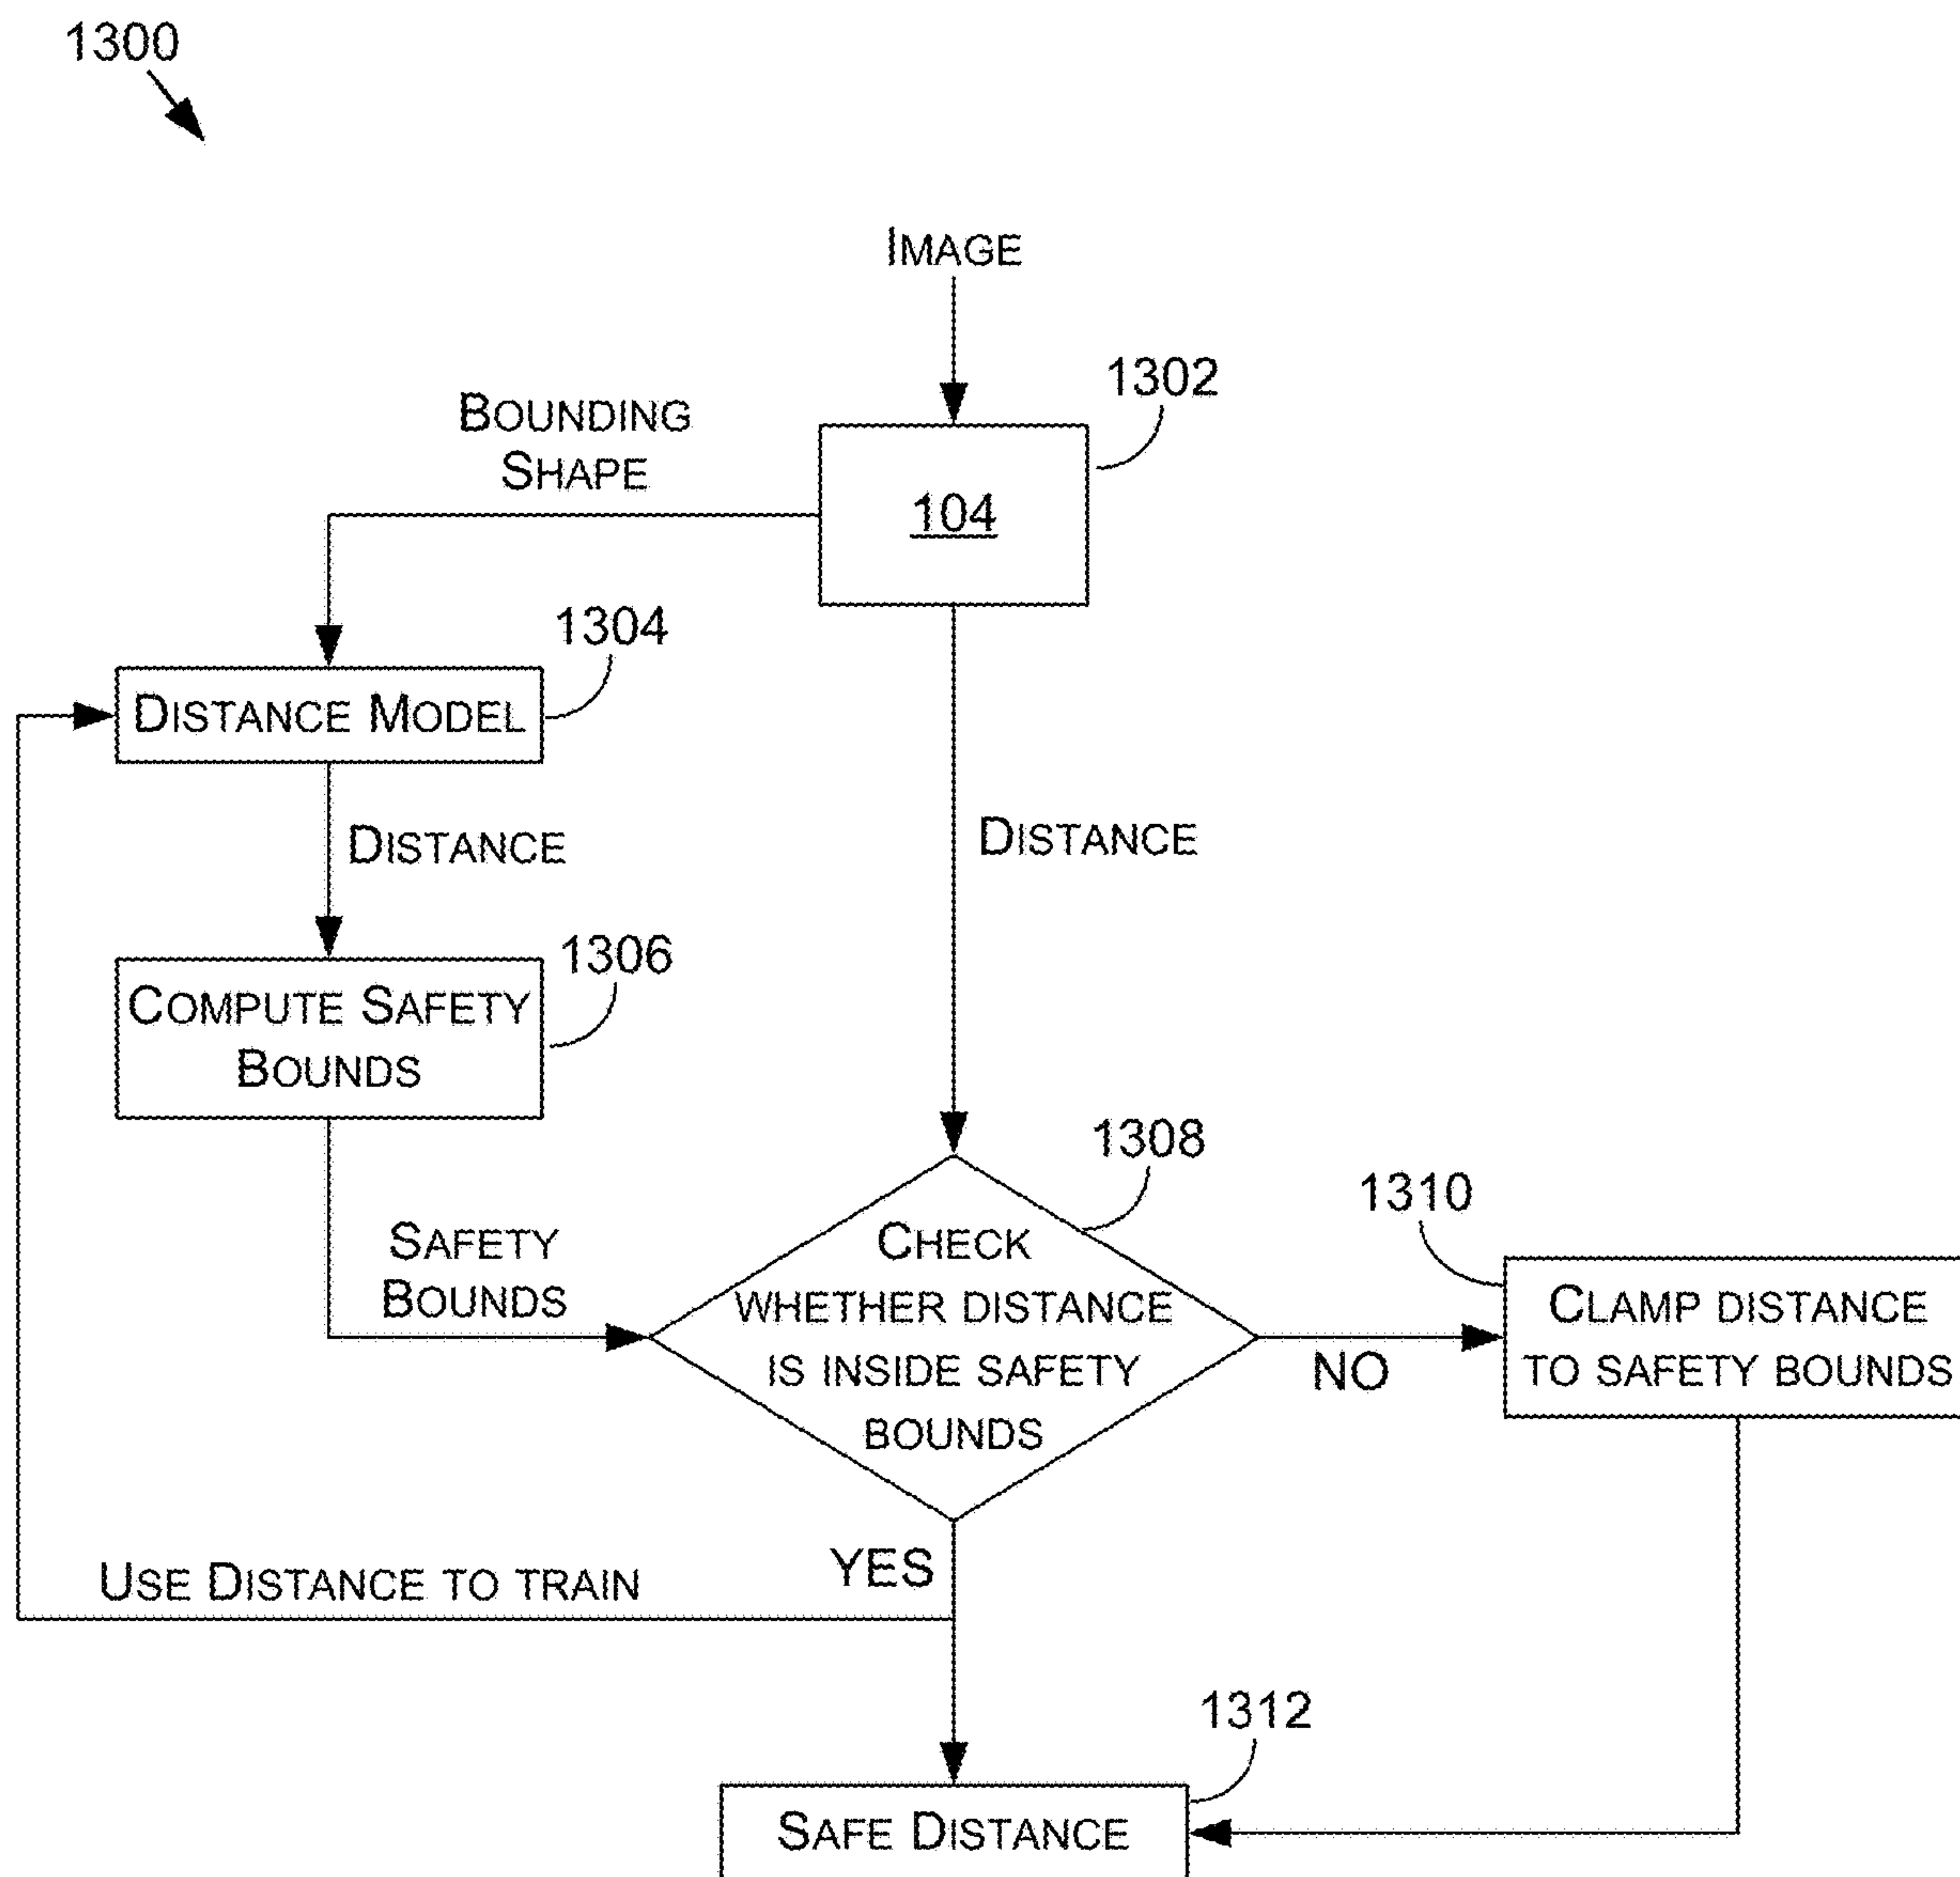 1300
IMAGE
1302
BOUNDING
SHAPE
104
1304
DISTANCE MODEL
DISTANCE
DISTANCE
1306
COMPUTE SAFETY
BOUNDS
1308
1310
SAFETY
BOUNDS
CHECK
WHETHER DISTANCE
IS INSIDE SAFETY
BOUNDS
NO
CLAMP DISTANCE
TO SAFETY BOUNDS
YES
USE DISTANCE TO TRAIN
1312
SAFE DISTANCE